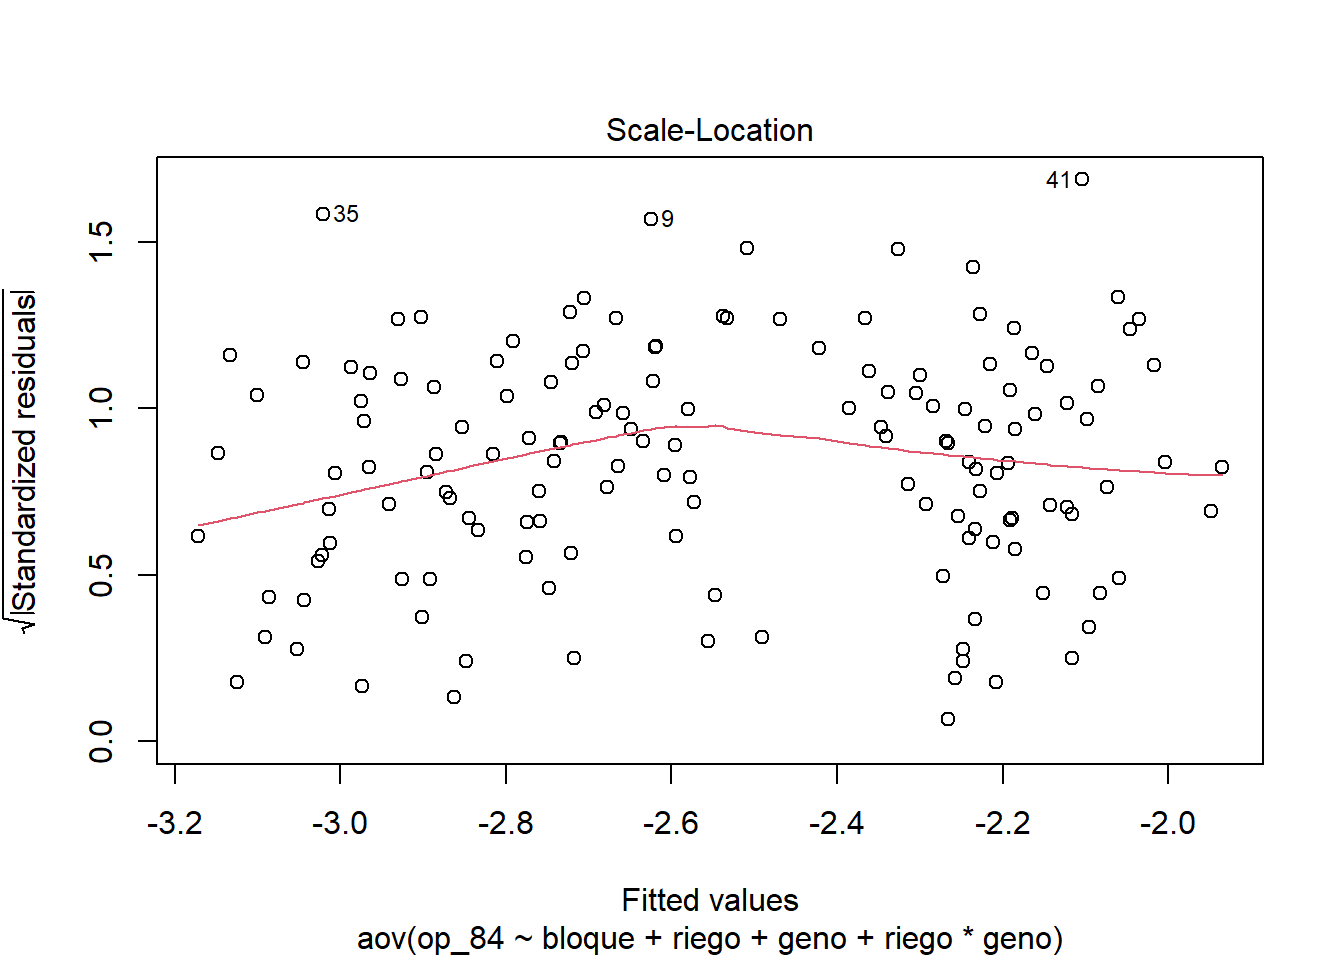 Scale-Location
41
35
9
1.5
1.0
0.5
0.0
√|Standardized residuals|
-3.2 -3.0 -2.8 -2.6 -2.4 -2.2 -2.0
Fitted values
aov(op_84 ~ bloque + riego + geno + riego * geno)